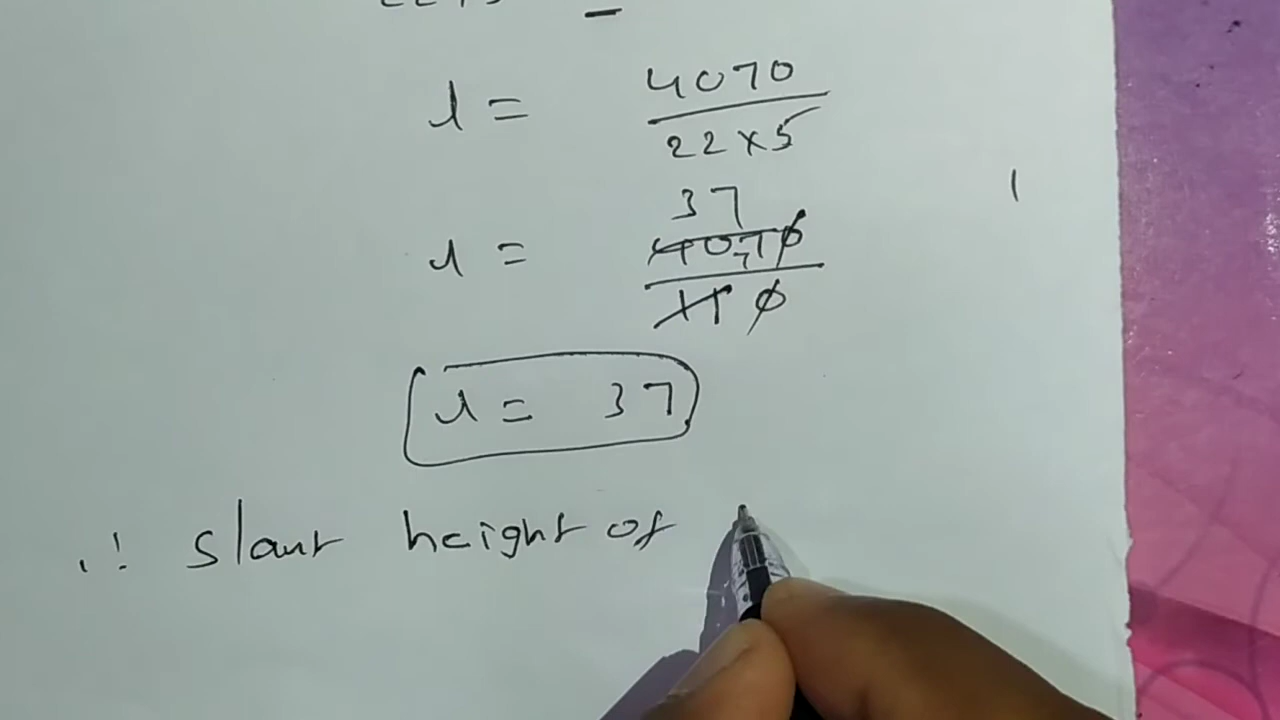 l = 4070 / 22×5
37
l = 4070 / 110
l = 37
∴ slant height of